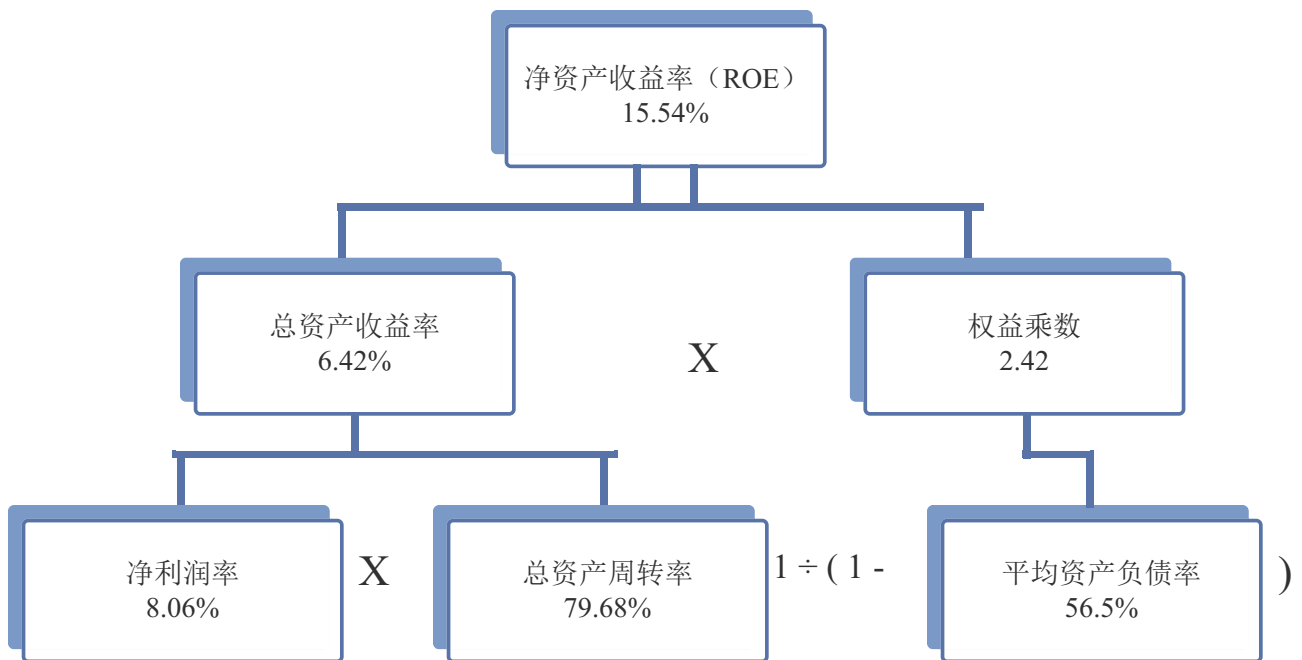 净资产收益率（ROE）
15.54%
总资产收益率
6.42%
X
权益乘数
2.42
净利润率
8.06%
X
总资产周转率
79.68%
1 ÷ ( 1 -
平均资产负债率
56.5%
)